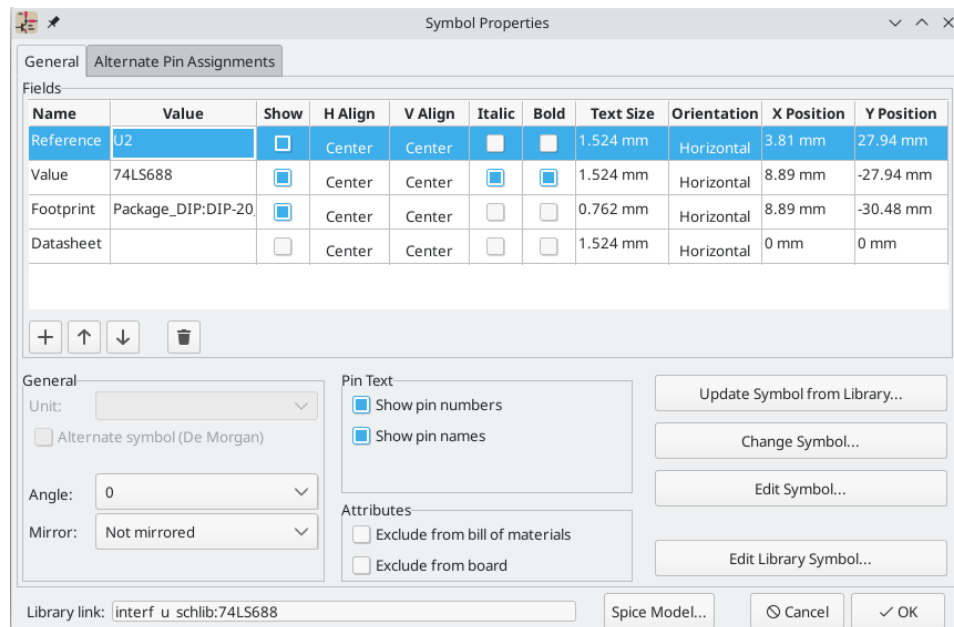 Symbol Properties
General Alternate Pin Assignments
Fields
Name Value Show H Align V Align Italic Bold Text Size Orientation X Position Y Position
Reference U2 Center Center 1.524 mm Horizontal 3.81 mm 27.94 mm
Value 74LS688 Center Center 1.524 mm Horizontal 8.89 mm -27.94 mm
Footprint Package_DIP:DIP-20_ Center Center 0.762 mm Horizontal 8.89 mm -30.48 mm
Datasheet Center Center 1.524 mm Horizontal 0 mm 0 mm
General
Unit:
Alternate symbol (De Morgan)
Angle: 0
Mirror: Not mirrored
Pin Text
Show pin numbers
Show pin names
Attributes
Exclude from bill of materials
Exclude from board
Update Symbol from Library...
Change Symbol...
Edit Symbol...
Edit Library Symbol...
Library link: interf_u_schlib:74LS688
Spice Model... Cancel OK